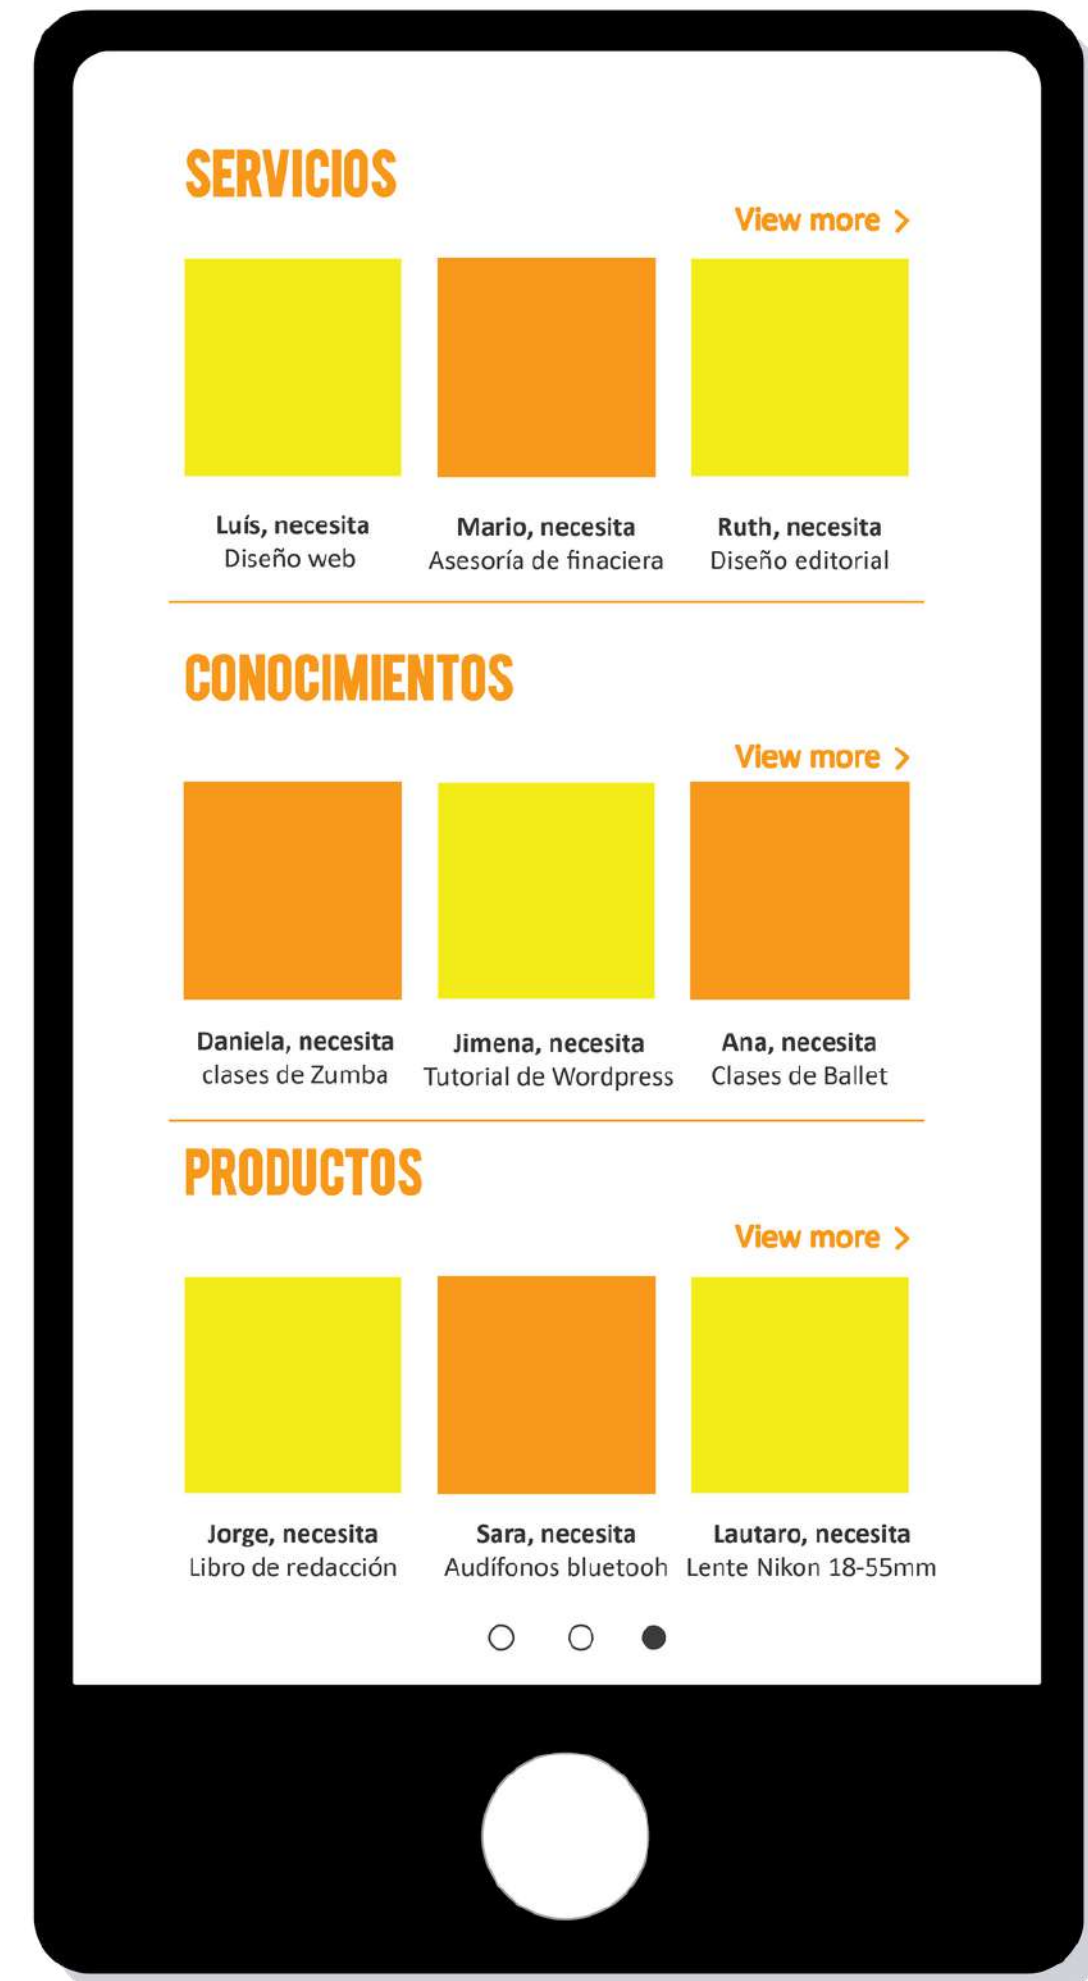 SERVICIOS
View more >
Luís, necesita
Diseño web
Mario, necesita
Asesoría de finaciera
Ruth, necesita
Diseño editorial
CONOCIMIENTOS
View more >
Daniela, necesita
clases de Zumba
Jimena, necesita
Tutorial de Wordpress
Ana, necesita
Clases de Ballet
PRODUCTOS
View more >
Jorge, necesita
Libro de redacción
Sara, necesita
Audífonos bluetooh
Lautaro, necesita
Lente Nikon 18-55mm